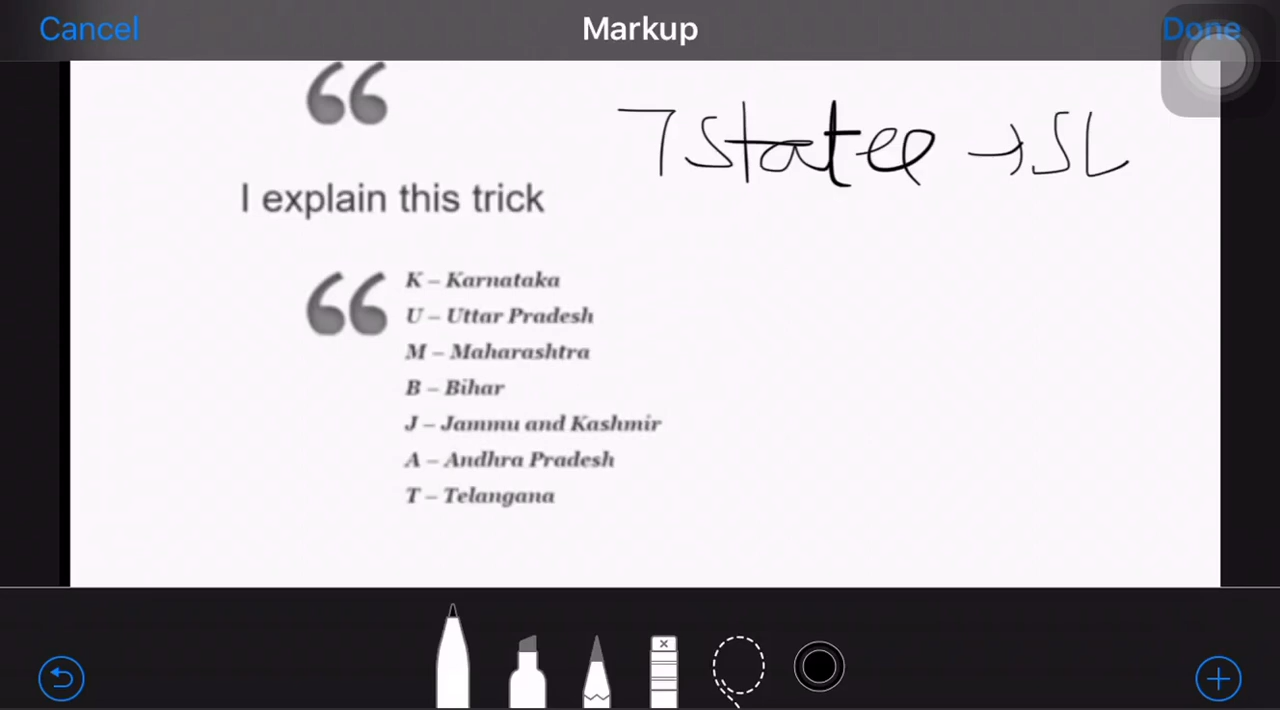 Cancel Markup Done
7 States → SL
I explain this trick
K – Karnataka
U – Uttar Pradesh
M – Maharashtra
B – Bihar
J – Jammu and Kashmir
A – Andhra Pradesh
T – Telangana